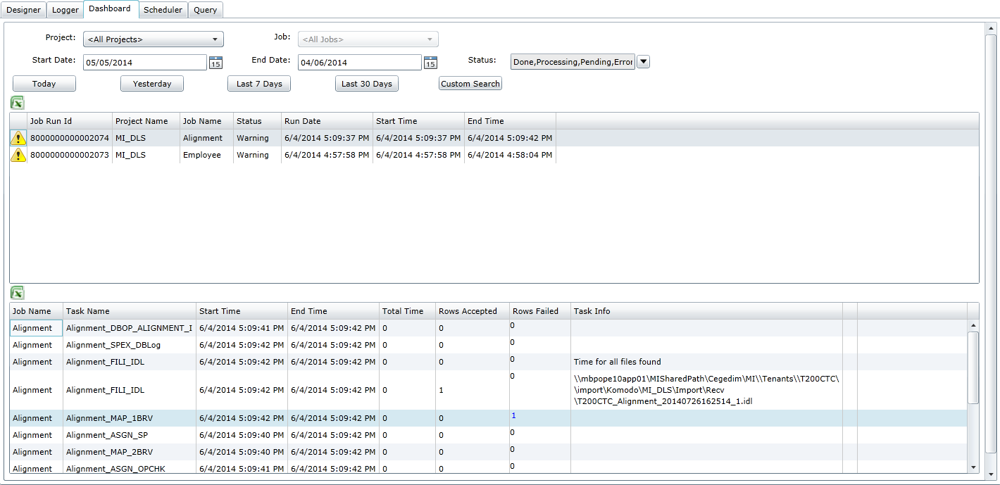 Designer Logger Dashboard Scheduler Query
Project: <All Projects> Job: <All Jobs>
Start Date: 05/05/2014 15 End Date: 04/06/2014 15 Status: Done,Processing,Pending,Error
Today Yesterday Last 7 Days Last 30 Days Custom Search
Job Run Id Project Name Job Name Status Run Date Start Time End Time
8000000000002074 MI_DLS Alignment Warning 6/4/2014 5:09:37 PM 6/4/2014 5:09:37 PM 6/4/2014 5:09:42 PM
8000000000002073 MI_DLS Employee Warning 6/4/2014 4:57:58 PM 6/4/2014 4:57:58 PM 6/4/2014 4:58:04 PM
Job Name Task Name Start Time End Time Total Time Rows Accepted Rows Failed Task Info
Alignment Alignment_DBOP_ALIGNMENT_I 6/4/2014 5:09:41 PM 6/4/2014 5:09:42 PM 0 0 0
Alignment Alignment_SPEX_DBLog 6/4/2014 5:09:42 PM 6/4/2014 5:09:42 PM 0 0 0
Alignment Alignment_FILI_IDL 6/4/2014 5:09:42 PM 6/4/2014 5:09:42 PM 0 0 0 Time for all files found
Alignment Alignment_FILI_IDL 6/4/2014 5:09:42 PM 6/4/2014 5:09:42 PM 0 1 0 \\mbpope10app01\MISharedPath\Cegedim\MI\\Tenants\\T200CTC\
\import\Komodo\MI_DLS\Import\Recv
\T200CTC_Alignment_20140726162514_1.idl
Alignment Alignment_MAP_1BRV 6/4/2014 5:09:42 PM 6/4/2014 5:09:42 PM 0 0 1
Alignment Alignment_ASGN_SP 6/4/2014 5:09:40 PM 6/4/2014 5:09:42 PM 0 0 0
Alignment Alignment_MAP_2BRV 6/4/2014 5:09:40 PM 6/4/2014 5:09:42 PM 0 0 0
Alignment Alignment_ASGN_OPCHK 6/4/2014 5:09:41 PM 6/4/2014 5:09:42 PM 0 0 0